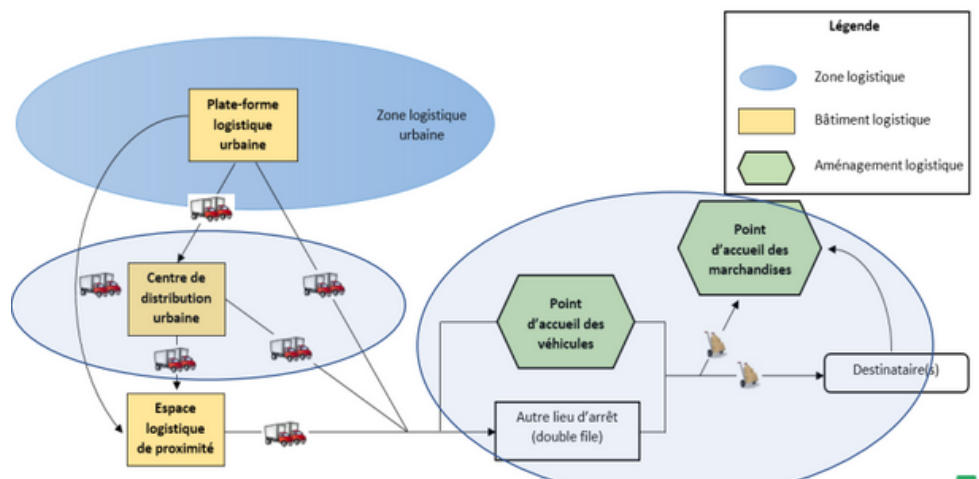 Plate-forme
logistique
urbaine
Zone logistique
urbaine
Légende
Zone logistique
Bâtiment logistique
Aménagement logistique
Centre de
distribution
urbaine
Point
d'accueil des
marchandises
Point
d'accueil des
véhicules
Espace
logistique
de proximité
Autre lieu d'arrêt
(double file)
Destinataire(s)